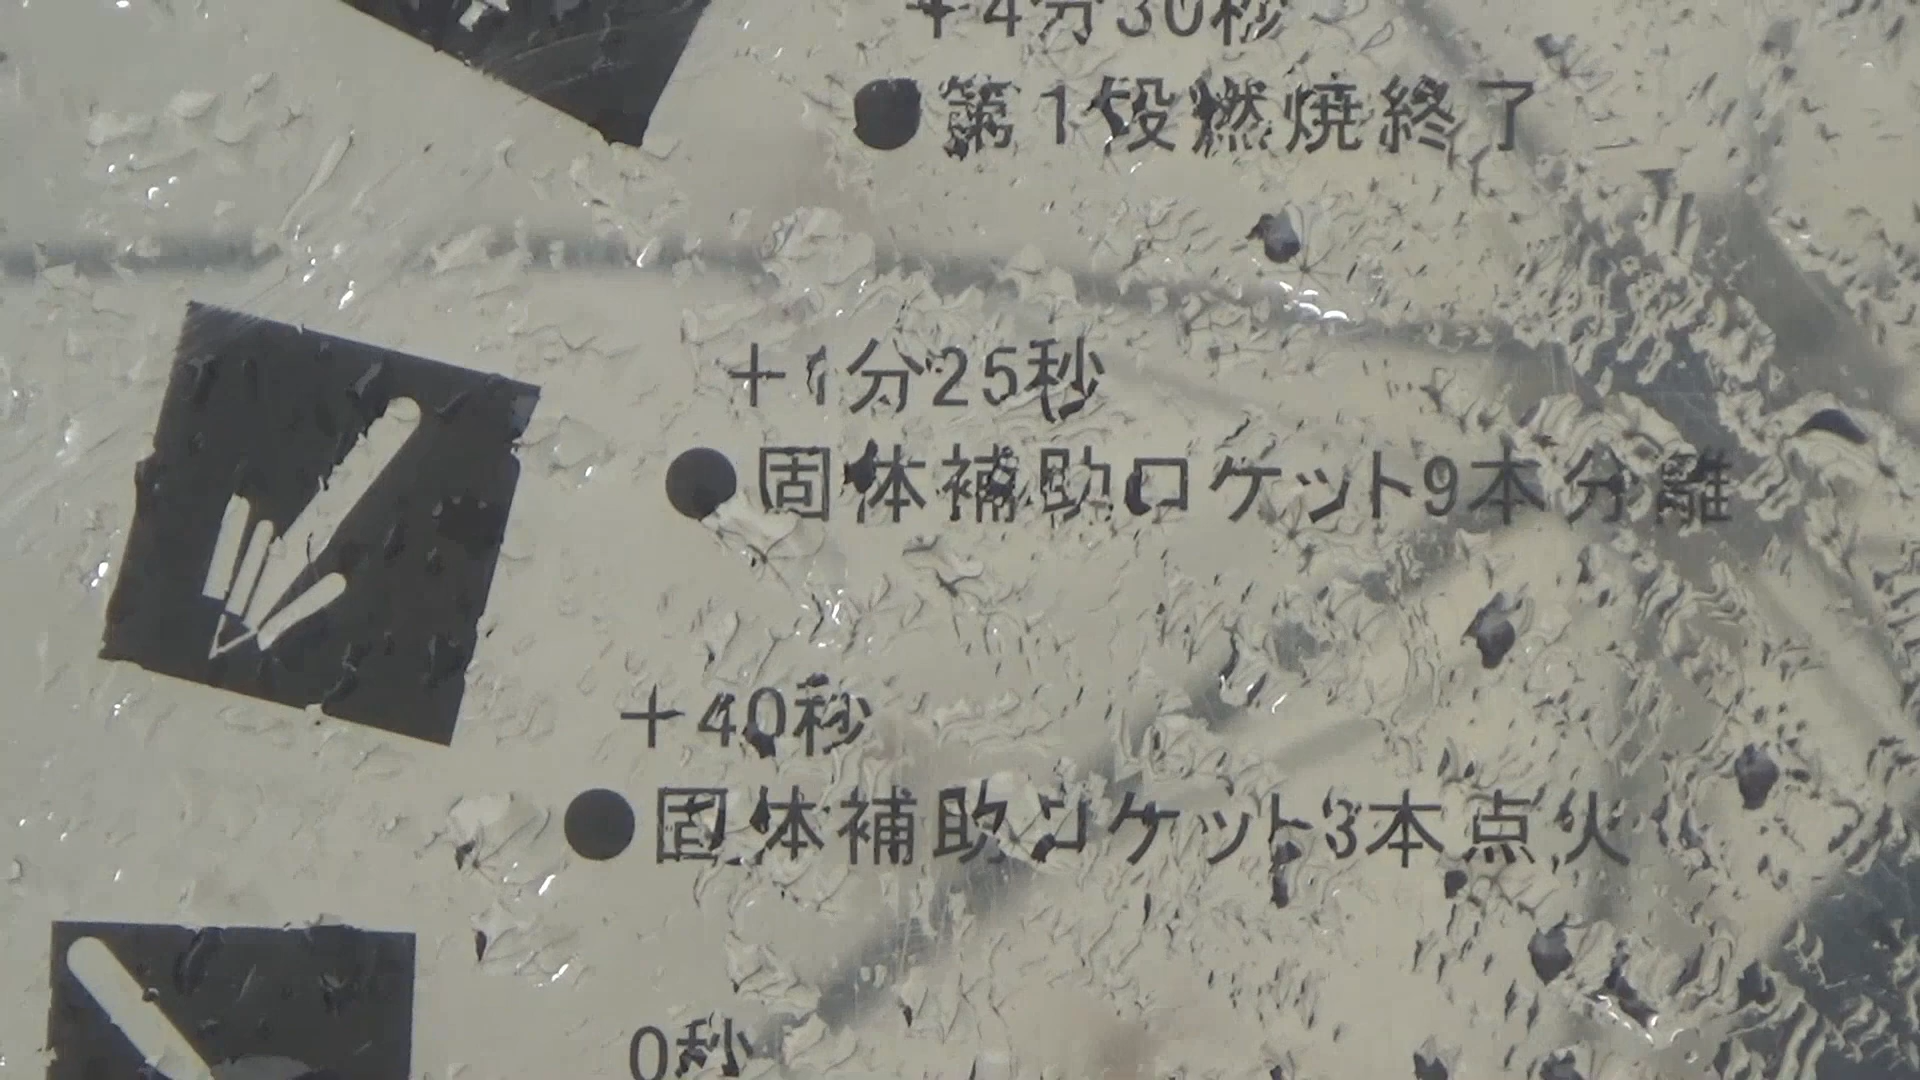 +4分30秒
●第1段燃焼終了
+1分25秒
●固体補助ロケット9本分離
+40秒
●固体補助ロケット3本点火
0秒